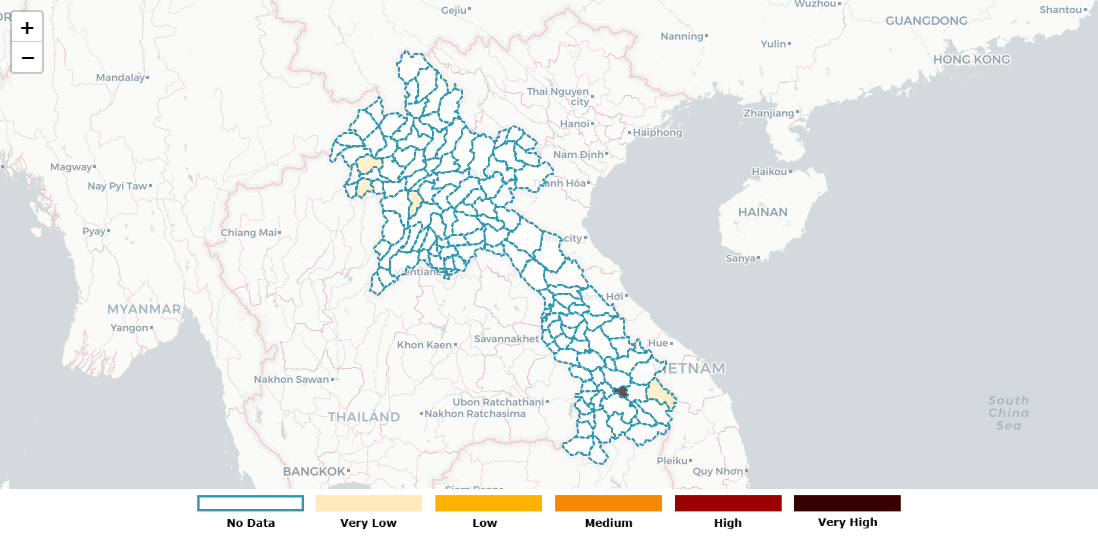 Gejiu
Wuzhou
Shantou
GUANGDONG
+
Nanning
Yulin
−
HONG KONG
Mandalay
Thai Nguyen
city
Zhanjiang
Hanoi
Haiphong
Nam Dinh
Magway
Haikou
Nay Pyi Taw
Thanh Hóa
HAINAN
Pyay
Chiang Mai
city
Sanya
Vientiane
Hới
MYANMAR
Yangon
Savannakhet
Hue
Khon Kaen
VIETNAM
Nakhon Sawan
Ubon Ratchathani
South
China
Sea
THAILAND
Nakhon Ratchasima
Pleiku
BANGKOK
Quy Nhơn
No Data
Very Low
Low
Medium
High
Very High